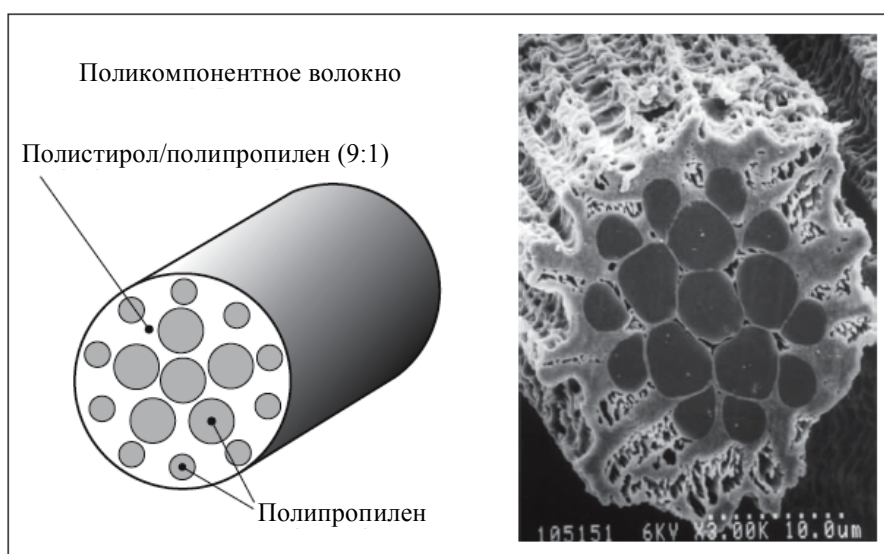 Поликомпонентное волокно
Полистирол/полипропилен (9:1)
Полипропилен
105151 6KV X3.00K 10.0um